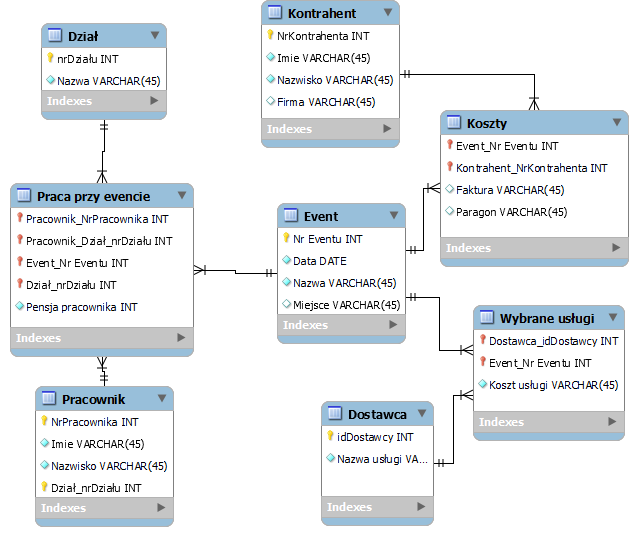 Dział
nrDziału INT
Nazwa VARCHAR(45)
Indexes
Kontrahent
NrKontrahenta INT
Imie VARCHAR(45)
Nazwisko VARCHAR(45)
Firma VARCHAR(45)
Indexes
Koszty
Event_Nr Eventu INT
Kontrahent_NrKontrahenta INT
Faktura VARCHAR(45)
Paragon VARCHAR(45)
Indexes
Praca przy evencie
Pracownik_NrPracownika INT
Pracownik_Dział_nrDziału INT
Event_Nr Eventu INT
Dział_nrDziału INT
Pensja pracownika INT
Indexes
Event
Nr Eventu INT
Data DATE
Nazwa VARCHAR(45)
Miejsce VARCHAR(45)
Indexes
Wybrane usługi
Dostawca_idDostawcy INT
Event_Nr Eventu INT
Koszt usługi VARCHAR(45)
Indexes
Pracownik
NrPracownika INT
Imie VARCHAR(45)
Nazwisko VARCHAR(45)
Dział_nrDziału INT
Indexes
Dostawca
idDostawcy INT
Nazwa usługi VA...
Indexes